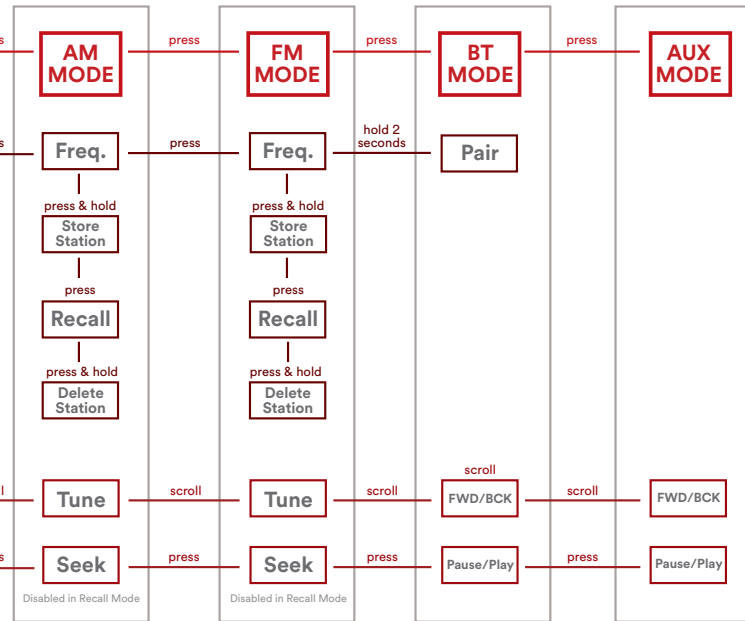 s
AM
MODE
press
FM
MODE
press
BT
MODE
press
AUX
MODE
s
Freq.
press
Freq.
hold 2
seconds
Pair
press & hold
press & hold
Store
Station
Store
Station
press
press
Recall
Recall
press & hold
press & hold
Delete
Station
Delete
Station
l
Tune
scroll
Tune
scroll
scroll
FWD/BCK
scroll
FWD/BCK
s
Seek
press
Seek
press
Pause/Play
press
Pause/Play
Disabled in Recall Mode
Disabled in Recall Mode